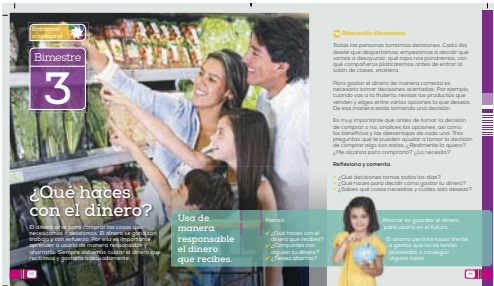 Entremos
a ¡explora!
Bimestre
3
¿Qué haces
con el dinero?
El dinero sirve para comprar las cosas que
necesitamos o deseamos. El dinero se gana con
trabajo y con esfuerzo. Por ello es importante
aprender a usarlo de manera responsable y
ahorrarlo. Siempre debemos cuidar el dinero que
recibimos y gastarlo adecuadamente.
Usa de
manera
responsable
el dinero
que recibes.
Piensa:
¿Qué haces con el
dinero que recibes?
¿Compartes con
alguien tu dinero?
¿Tienes ahorros?
Educación financiera
Todas las personas tomamos decisiones. Cada día,
desde que despertamos, empezamos a decidir qué
vamos a desayunar, qué ropa nos pondremos, con
qué compañeros platicaremos antes de entrar al
salón de clases, etcétera.
Para gastar el dinero de manera correcta es
necesario tomar decisiones acertadas. Por ejemplo,
cuando vas a la frutería, revisas los productos que
venden y eliges entre varias opciones lo que deseas.
De esa manera estás tomando una decisión.
Es muy importante que antes de tomar la decisión
de comprar o no, analices las opciones, así como
los beneficios y las desventajas de cada una. Tres
preguntas que te pueden ayudar a tomar la decisión
de comprar algo son estas: ¿Realmente lo quiero?
¿Me alcanza para comprarlo? ¿Lo necesito?
Reflexiona y comenta.
¿Qué decisiones tomas todos los días?
¿Qué haces para decidir cómo gastar tu dinero?
¿Sabes qué cosas necesitas y cuáles solo deseas?
Ahorrar es guardar el dinero
para usarlo en el futuro.
El ahorro permite hacer frente
a gastos que no se tenían
planeados o conseguir
alguna meta.